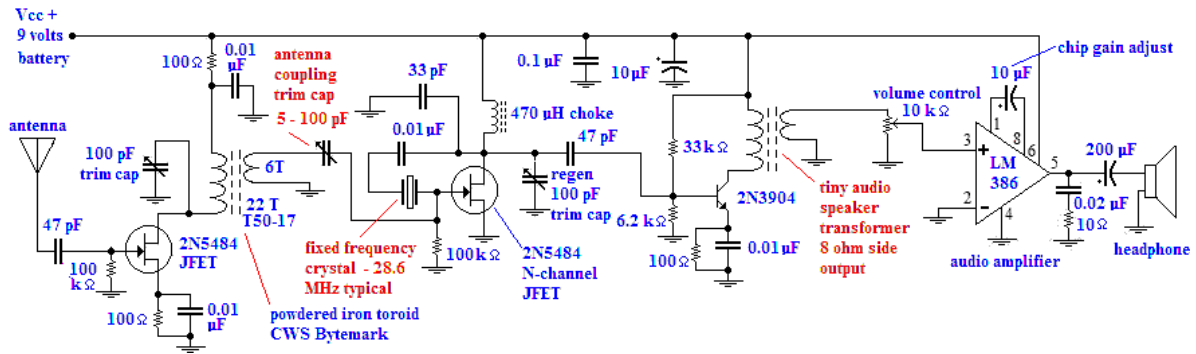 Vcc +
9 volts
battery
100Ω
0.01
µF
antenna
100 pF
trim cap
47 pF
100
kΩ
2N5484
JFET
100Ω
0.01
µF
22 T
T50-17
6T
powdered iron toroid
CWS Bytemark
antenna
coupling
trim cap
5 - 100 pF
33 pF
0.01 µF
fixed frequency
crystal - 28.6
MHz typical
100kΩ
470 µH choke
47 pF
regen
100 pF
trim cap
2N5484
N-channel
JFET
0.1 µF
10µF
+
33kΩ
6.2 kΩ
2N3904
100Ω
0.01µF
tiny audio
speaker
transformer
8 ohm side
output
volume control
10 kΩ
chip gain adjust
10 µF
+
1
8
6
3
+
LM
386
2
-
4
5
audio amplifier
200 µF
+
0.02 µF
10Ω
headphone